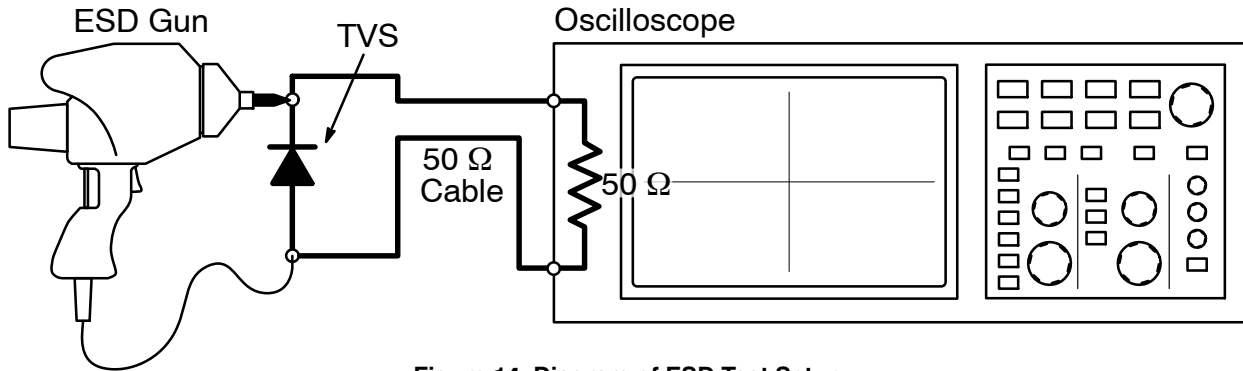 ESD Gun
TVS
Oscilloscope
50 Ω
Cable
50 Ω